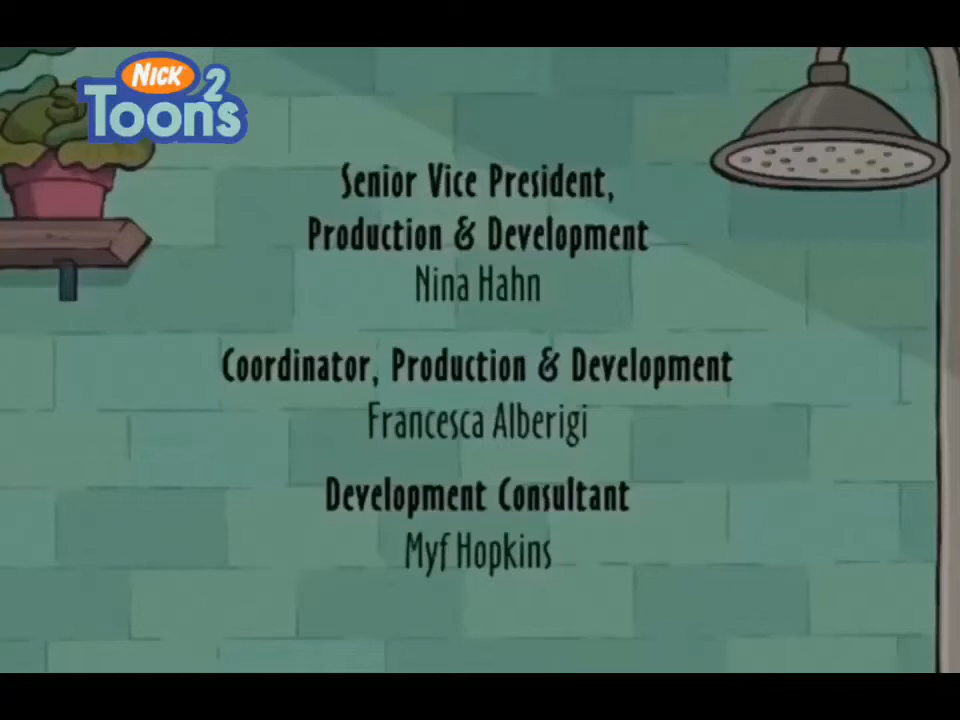 Nick
2
Toons
Senior Vice President,
Production & Development
Nina Hahn
Coordinator, Production & Development
Francesca Alberigi
Development Consultant
Myf Hopkins